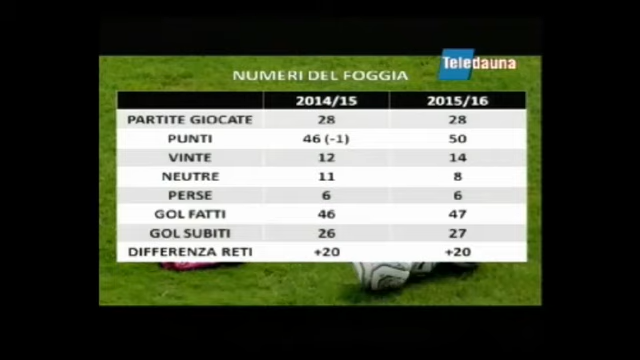 Teledauna
NUMERI DEL FOGGIA
2014/15 2015/16
PARTITE GIOCATE 28 28
PUNTI 46 (-1) 50
VINTE 12 14
NEUTRE 11 8
PERSE 6 6
GOL FATTI 46 47
GOL SUBITI 26 27
DIFFERENZA RETI +20 +20